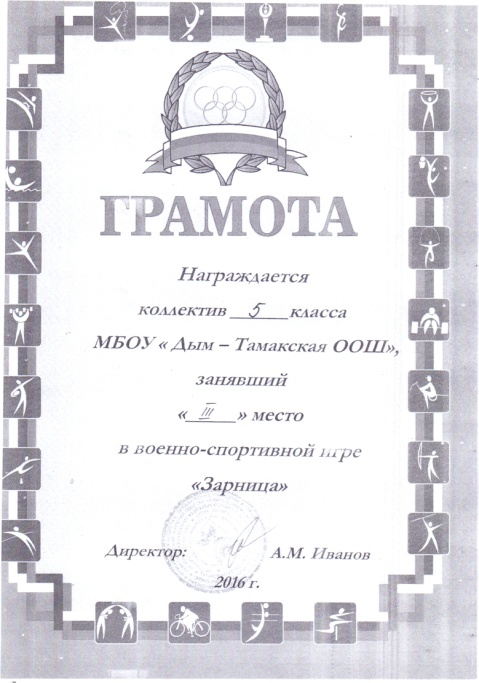 ГРАМОТА
Награждается
коллектив 5 класса
МБОУ « Дым – Тамакская ООШ»,
занявший
« III » место
в военно-спортивной игре
«Зарница»
Директор: А.М. Иванов
2016 г.